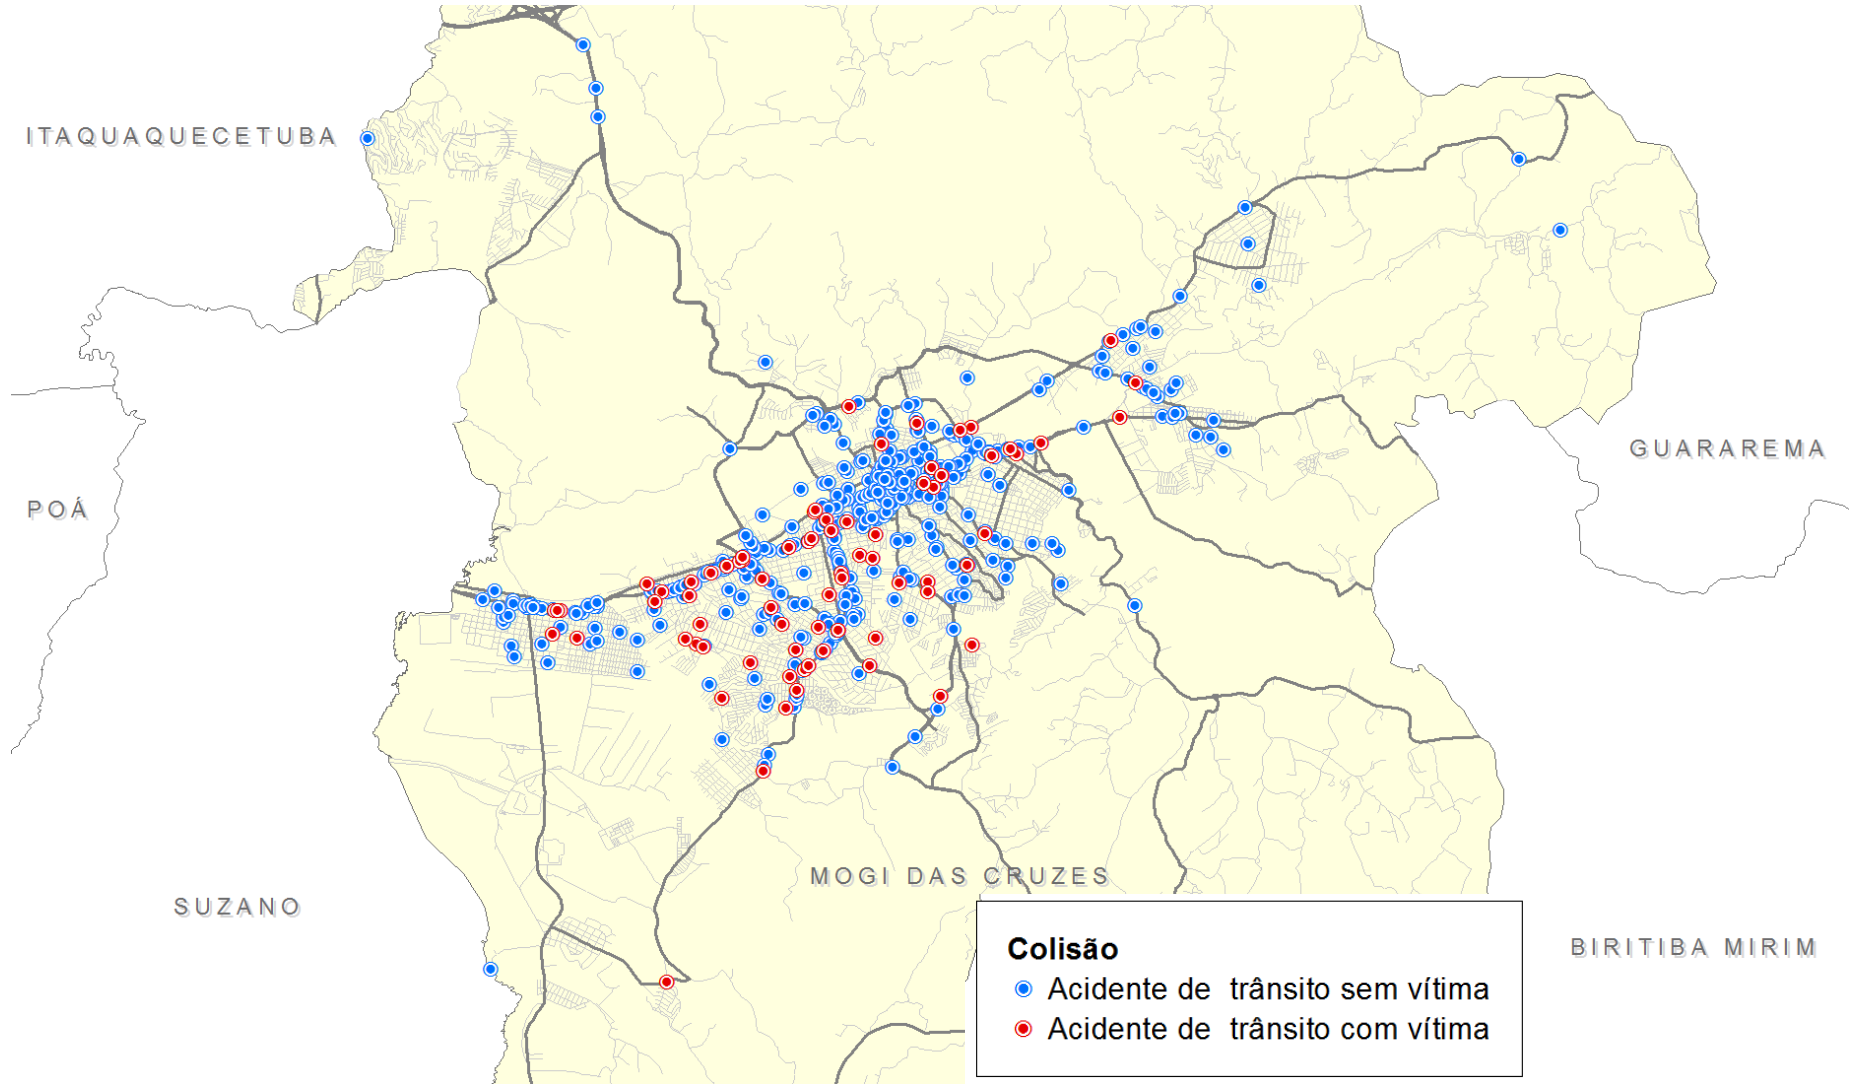 ITAQUAQUECETUBA
GUARAREMA
POÁ
MOGI DAS CRUZES
SUZANO
BIRITIBA MIRIM
Colisão
Acidente de trânsito sem vítima
Acidente de trânsito com vítima